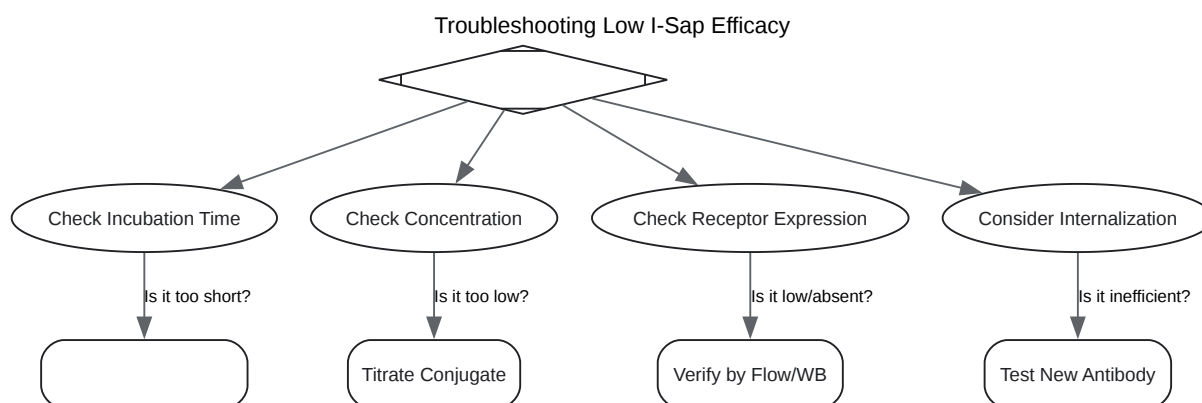 Troubleshooting Low I-Sap Efficacy
Check Incubation Time
Check Concentration
Check Receptor Expression
Consider Internalization
Is it too short?
Is it too low?
Is it low/absent?
Is it inefficient?
Titrate Conjugate
Verify by Flow/WB
Test New Antibody